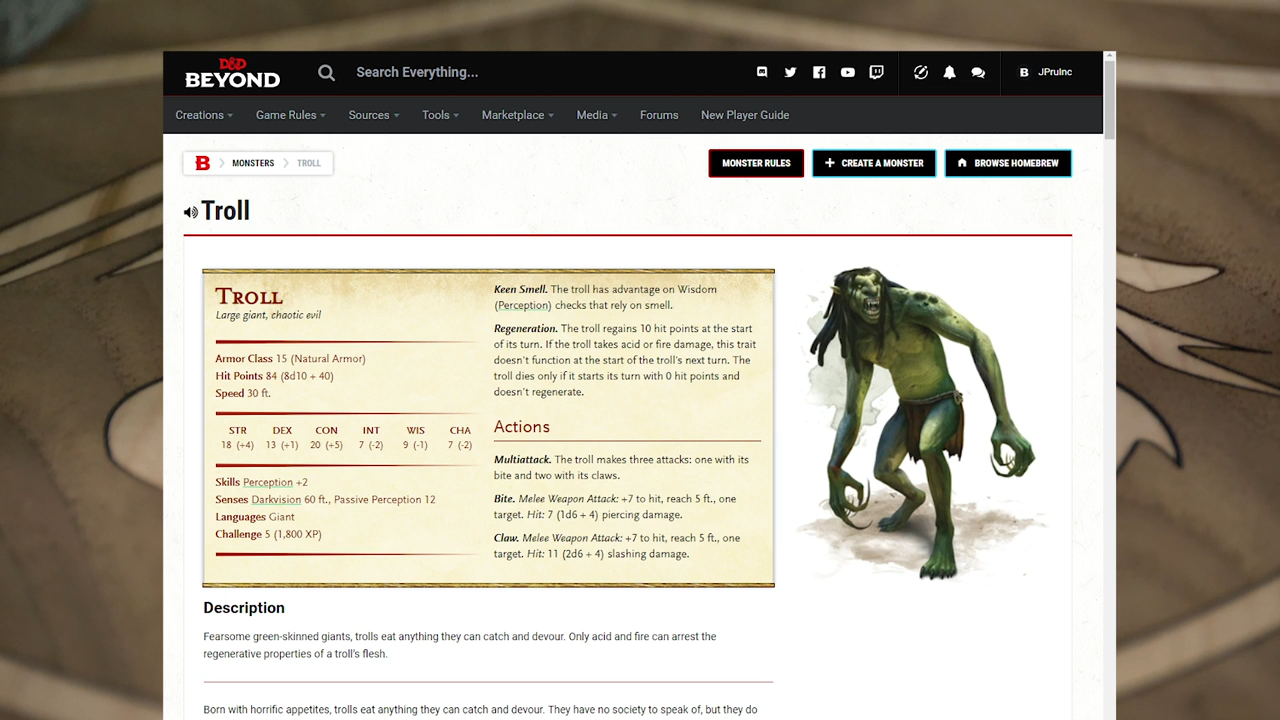 D&D
BEYOND
Search Everything...
B JPruInc
Creations Game Rules Sources Tools Marketplace Media Forums New Player Guide
B MONSTERS TROLL
MONSTER RULES
+ CREATE A MONSTER
BROWSE HOMEBREW
Troll
TROLL
Large giant, chaotic evil
Armor Class 15 (Natural Armor)
Hit Points 84 (8d10 + 40)
Speed 30 ft.
STR DEX CON INT WIS CHA
18 (+4) 13 (+1) 20 (+5) 7 (-2) 9 (-1) 7 (-2)
Skills Perception +2
Senses Darkvision 60 ft., Passive Perception 12
Languages Giant
Challenge 5 (1,800 XP)
Keen Smell. The troll has advantage on Wisdom
(Perception) checks that rely on smell.
Regeneration. The troll regains 10 hit points at the start
of its turn. If the troll takes acid or fire damage, this trait
doesn't function at the start of the troll's next turn. The
troll dies only if it starts its turn with 0 hit points and
doesn't regenerate.
Actions
Multiattack. The troll makes three attacks: one with its
bite and two with its claws.
Bite. Melee Weapon Attack: +7 to hit, reach 5 ft., one
target. Hit: 7 (1d6 + 4) piercing damage.
Claw. Melee Weapon Attack: +7 to hit, reach 5 ft., one
target. Hit: 11 (2d6 + 4) slashing damage.
Description
Fearsome green-skinned giants, trolls eat anything they can catch and devour. Only acid and fire can arrest the
regenerative properties of a troll's flesh.
Born with horrific appetites, trolls eat anything they can catch and devour. They have no society to speak of, but they do